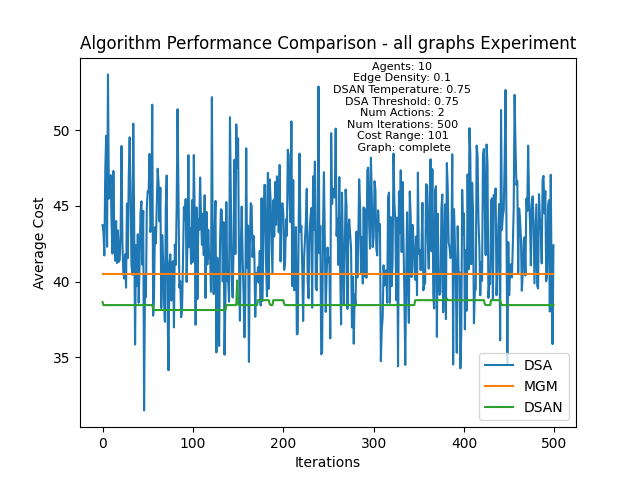 Algorithm Performance Comparison - all graphs Experiment
Agents: 10
Edge Density: 0.1
DSAN Temperature: 0.75
DSA Threshold: 0.75
Num Actions: 2
Num Iterations: 500
Cost Range: 101
Graph: complete
Average Cost
50
45
40
35
DSA
MGM
DSAN
0 100 200 300 400 500
Iterations